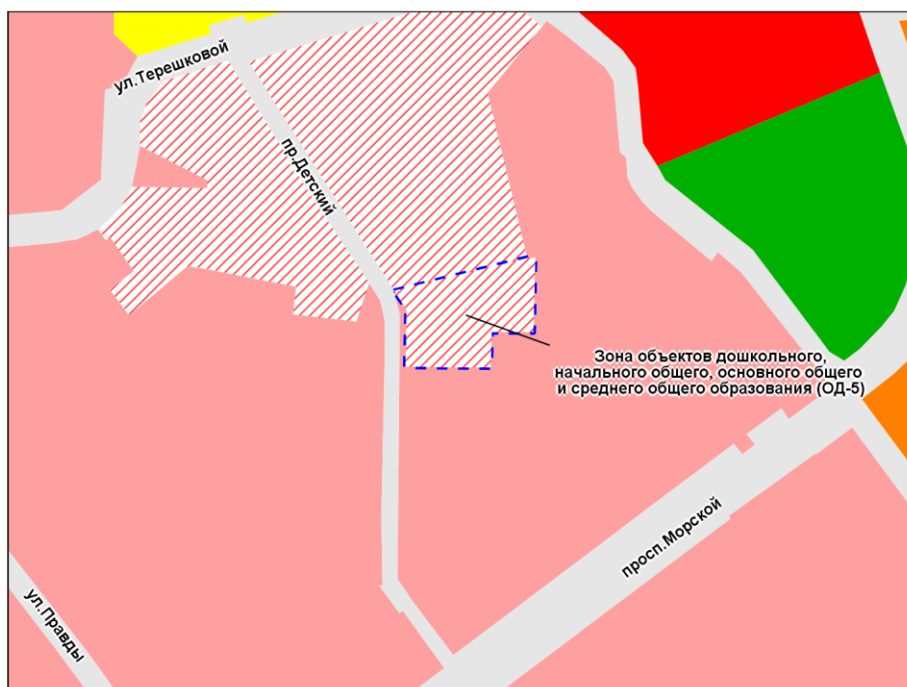 ул.Терешковой
пр.Детский
Зона объектов дошкольного,
начального общего, основного общего
и среднего общего образования (ОД-5)
просп.Морской
ул.Правды